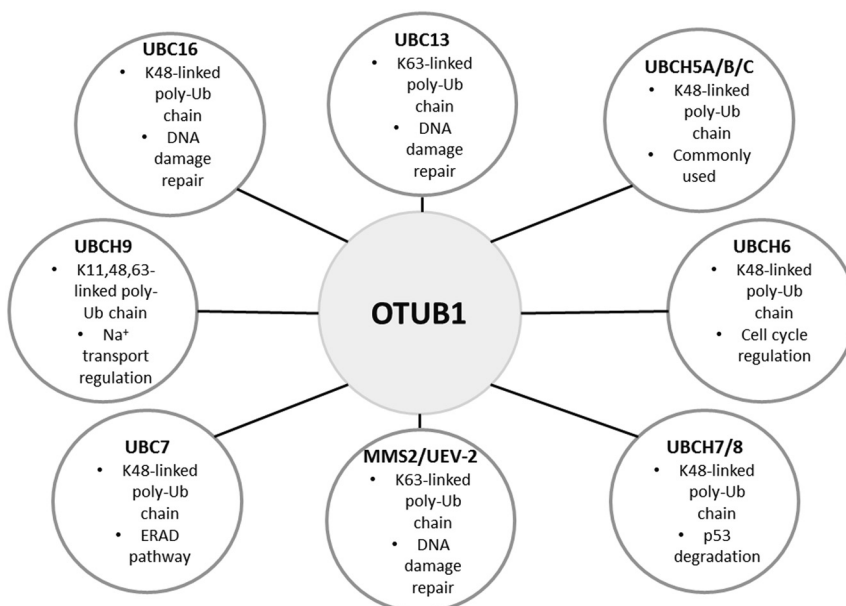 UBC16
• K48-linked
poly-Ub
chain
• DNA
damage
repair
UBC13
• K63-linked
poly-Ub
chain
• DNA
damage
repair
UBCH5A/B/C
• K48-linked
poly-Ub
chain
• Commonly
used
UBCH9
• K11,48,63-
linked poly-
Ub chain
• Na⁺
transport
regulation
OTUB1
UBCH6
• K48-linked
poly-Ub
chain
• Cell cycle
regulation
UBC7
• K48-linked
poly-Ub
chain
• ERAD
pathway
MMS2/UEV-2
• K63-linked
poly-Ub
chain
• DNA
damage
repair
UBCH7/8
• K48-linked
poly-Ub
chain
• p53
degradation